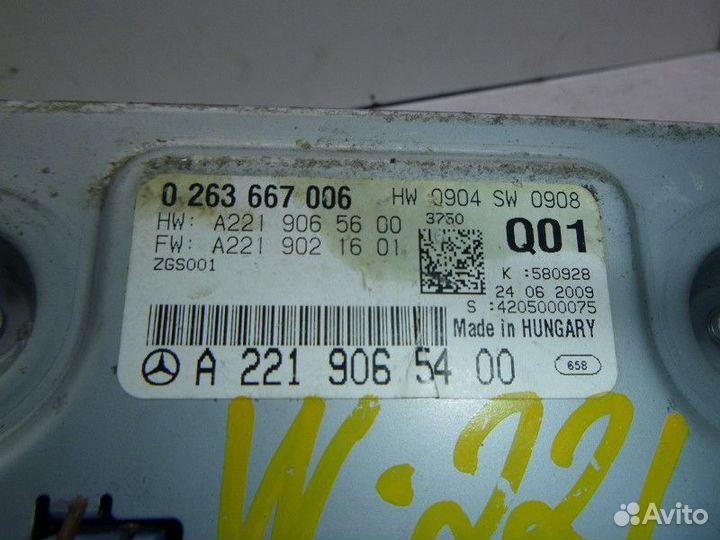 0 263 667 006 HW 0904 SW 0908
HW: A221 906 56 00 3750
FW: A221 902 16 01 Q01
ZGS001 K :580928
24 06 2009
S :4205000075
Made in HUNGARY
A 221 906 54 00 658
W.221
Avito